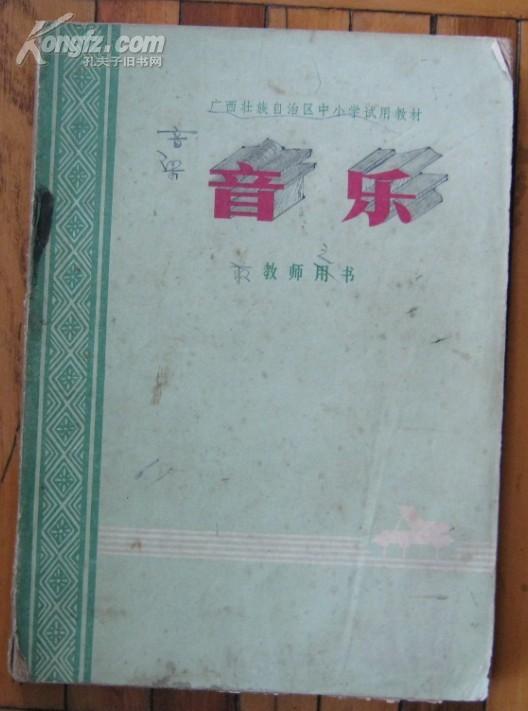 Kongfz.com
孔夫子旧书网
广西壮族自治区中小学试用教材
音乐
教师用书